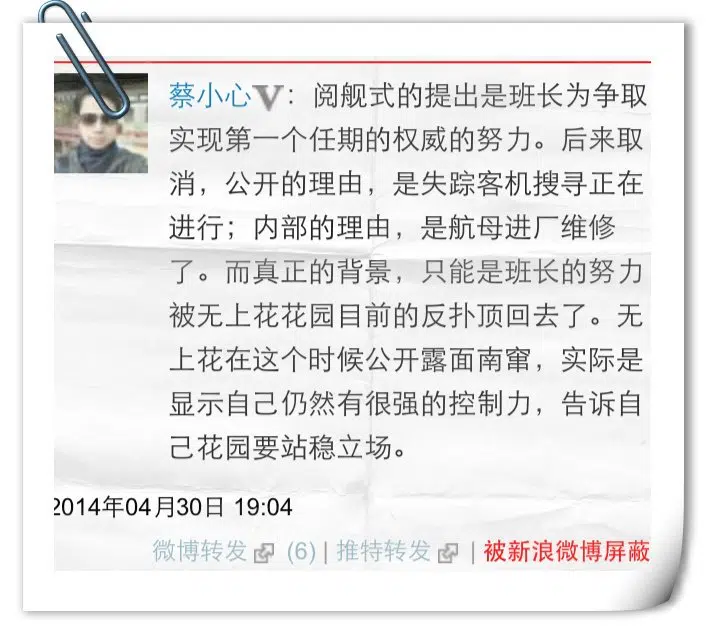 蔡小心V：阅舰式的提出是班长为争取
实现第一个任期的权威的努力。后来取
消，公开的理由，是失踪客机搜寻正在
进行；内部的理由，是航母进厂维修
了。而真正的背景，只能是班长的努力
被无上花花园目前的反扑顶回去了。无
上花在这个时候公开露面南窜，实际是
显示自己仍然有很强的控制力，告诉自
己花园要站稳立场。
2014年04月30日 19:04
微博转发 (6) | 推特转发 | 被新浪微博屏蔽